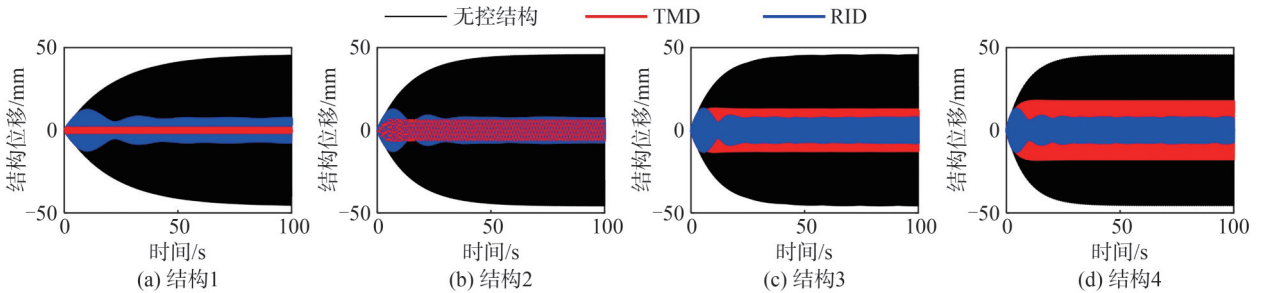 无控结构 TMD RID
50 50 50 50
结构位移/mm 结构位移/mm 结构位移/mm 结构位移/mm
0 0 0 0
−50 −50 −50 −50
0 50 100 0 50 100 0 50 100 0 50 100
时间/s 时间/s 时间/s 时间/s
(a) 结构1 (b) 结构2 (c) 结构3 (d) 结构4